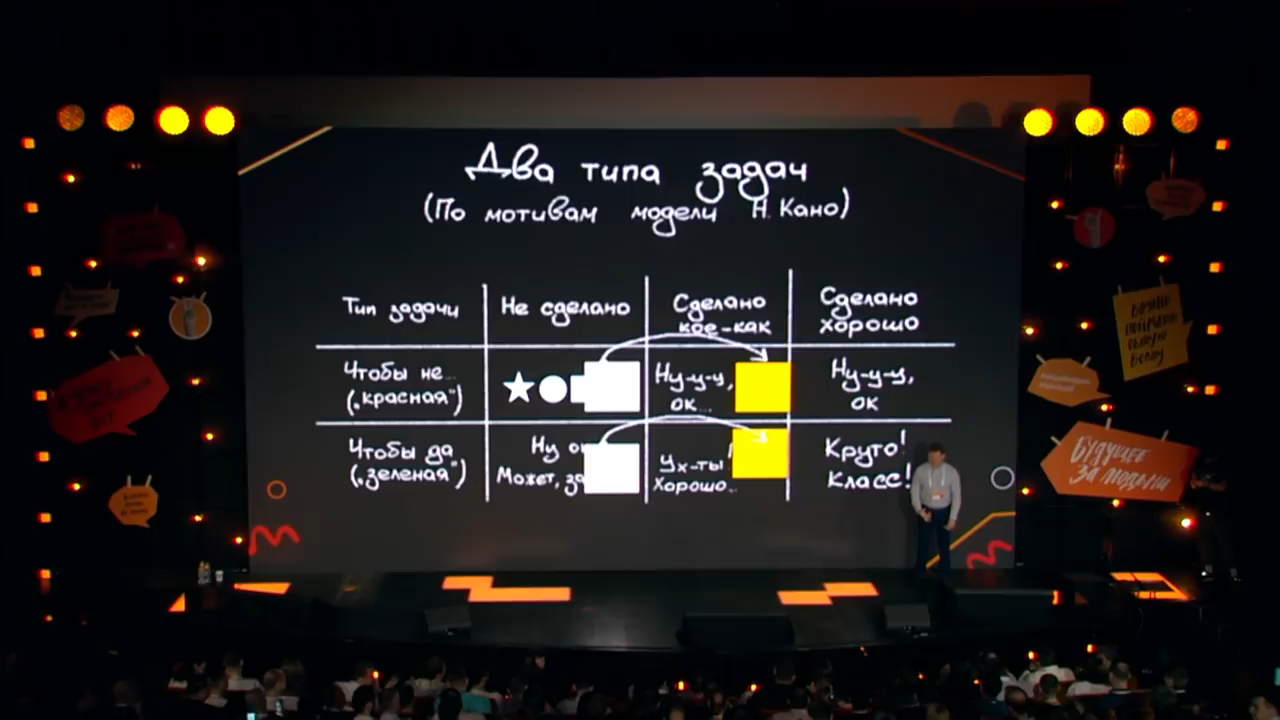 Два типа задач
(По мотивам модели Н. Кано)
Тип задачи
Не сделано
Сделано
кое-как
Сделано
хорошо
Чтобы не...
("красная")
Ну-у-у,
ок...
Ну-у-у,
ок
Чтобы да
("зеленая")
Ну
Может,
Ух-ты!
Хорошо...
Круто!
Класс!
БУДУЩЕЕ
ЗА ЛЮДЬМИ